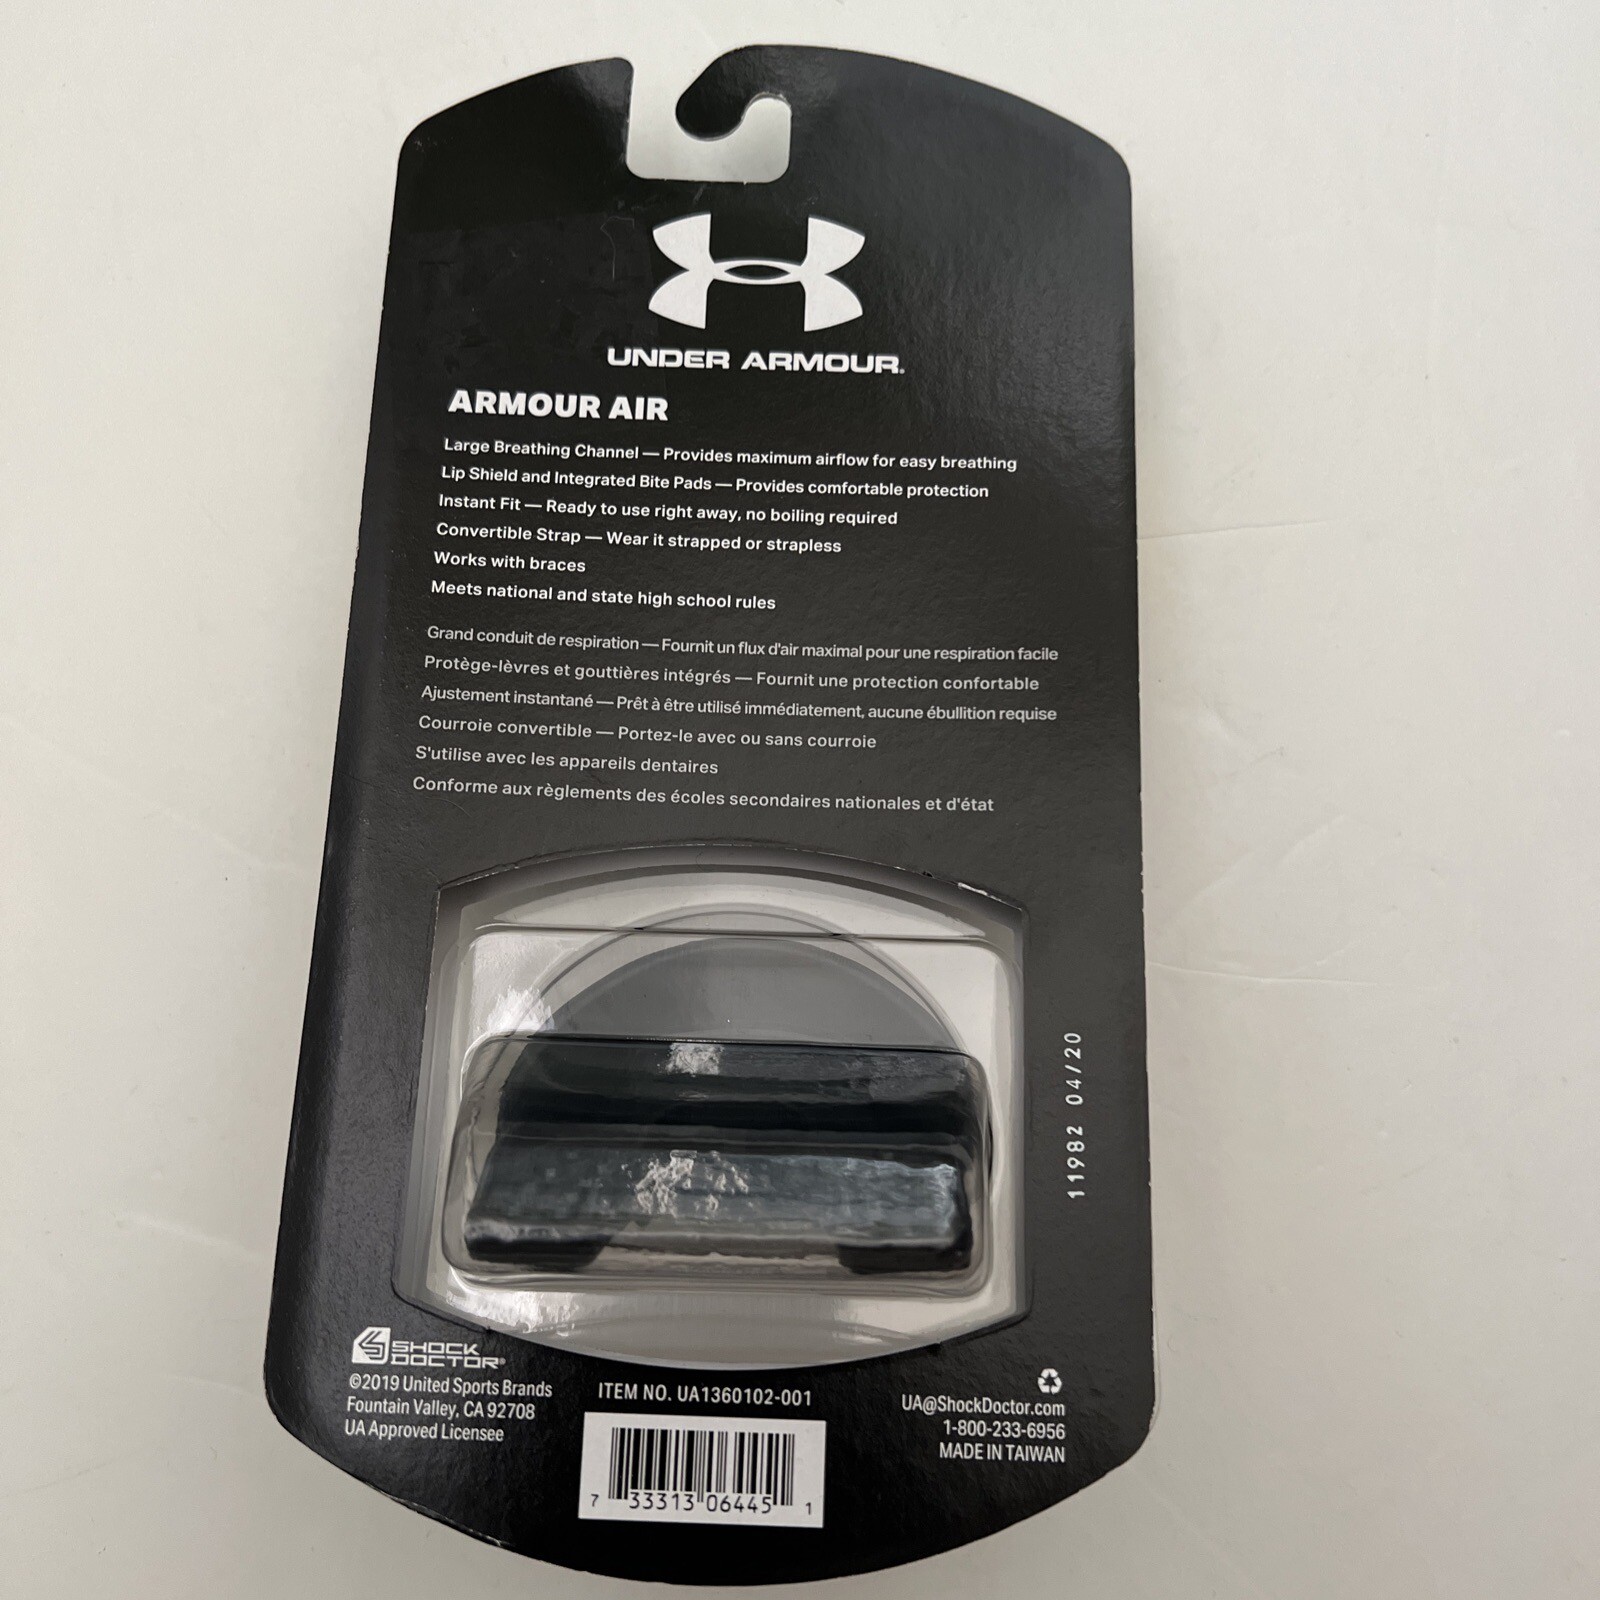 UNDER ARMOUR.
ARMOUR AIR
Large Breathing Channel — Provides maximum airflow for easy breathing
Lip Shield and Integrated Bite Pads — Provides comfortable protection
Instant Fit — Ready to use right away, no boiling required
Convertible Strap — Wear it strapped or strapless
Works with braces
Meets national and state high school rules
Grand conduit de respiration — Fournit un flux d'air maximal pour une respiration facile
Protège-lèvres et gouttières intégrés — Fournit une protection confortable
Ajustement instantané — Prêt à être utilisé immédiatement, aucune ébullition requise
Courroie convertible — Portez-le avec ou sans courroie
S'utilise avec les appareils dentaires
Conforme aux règlements des écoles secondaires nationales et d'état
11982 04/20
SHOCK
DOCTOR®
©2019 United Sports Brands
Fountain Valley, CA 92708
UA Approved Licensee
ITEM NO. UA1360102-001
7 33313 06445 1
UA@ShockDoctor.com
1-800-233-6956
MADE IN TAIWAN